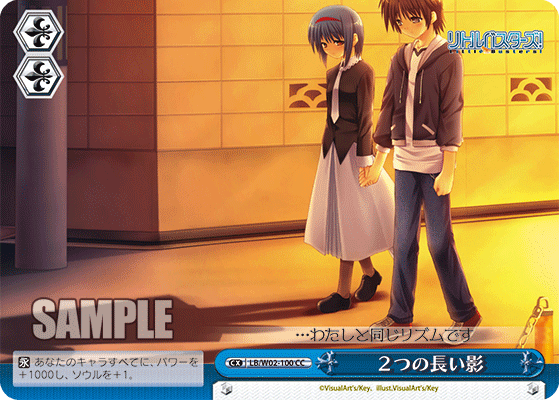 リトルバスターズ!
Little Busters!
SAMPLE
…わたしと同じリズムです
永 あなたのキャラすべてに、パワーを
+1000し、ソウルを+1。
CX LB/W02-100 CC
2つの長い影
©VisualArt's/Key. illust.VisualArt's/Key